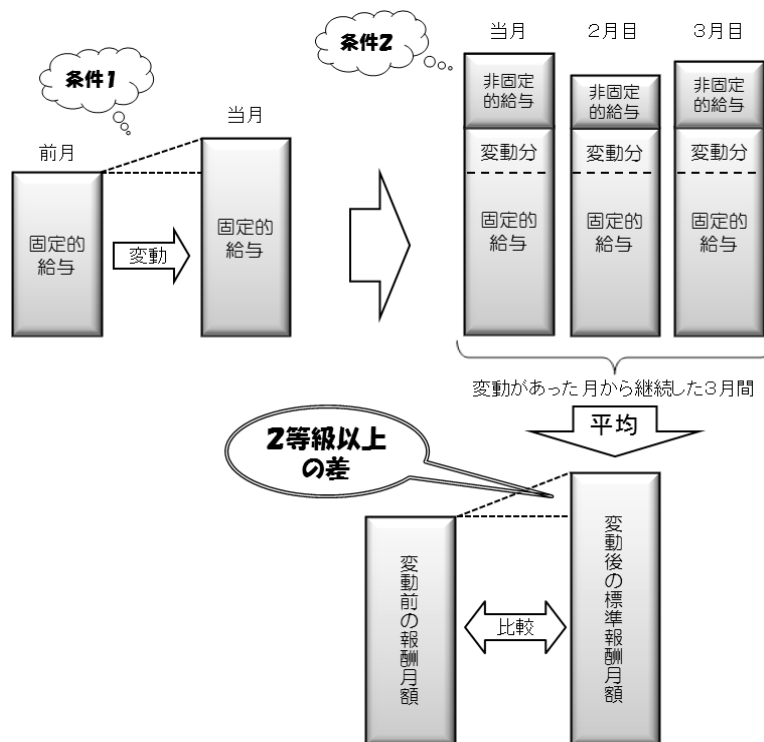 条件1
前月
当月
固定的
給与
変動
固定的
給与
条件2
当月
2月目
3月目
非固定
的給与
非固定
的給与
非固定
的給与
変動分
変動分
変動分
固定的
給与
固定的
給与
固定的
給与
変動があった月から継続した3月間
平均
2等級以上
の差
変動前の報酬月額
比較
変動後の標準報酬月額